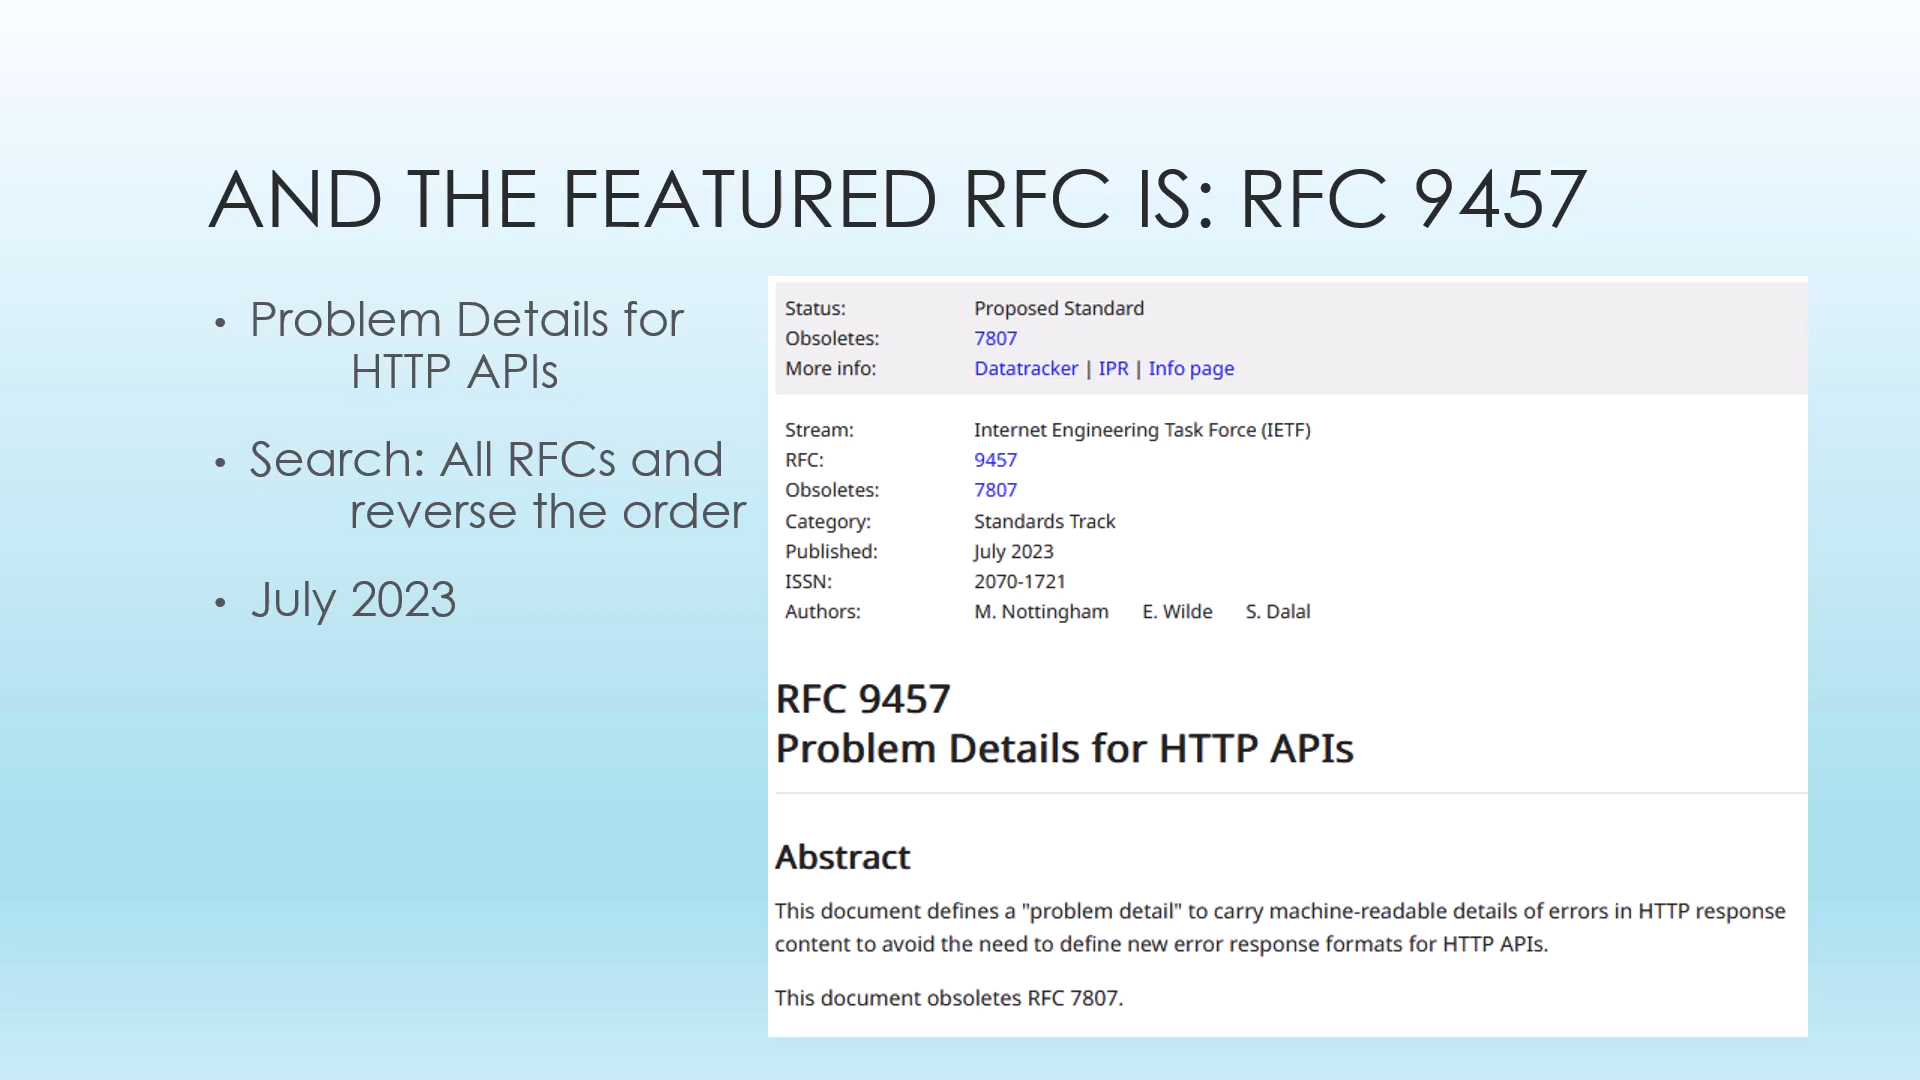 AND THE FEATURED RFC IS: RFC 9457
• Problem Details for
HTTP APIs
• Search: All RFCs and
reverse the order
• July 2023
Status: Proposed Standard
Obsoletes: 7807
More info: Datatracker | IPR | Info page
Stream: Internet Engineering Task Force (IETF)
RFC: 9457
Obsoletes: 7807
Category: Standards Track
Published: July 2023
ISSN: 2070-1721
Authors: M. Nottingham E. Wilde S. Dalal
RFC 9457
Problem Details for HTTP APIs
Abstract
This document defines a "problem detail" to carry machine-readable details of errors in HTTP response
content to avoid the need to define new error response formats for HTTP APIs.
This document obsoletes RFC 7807.